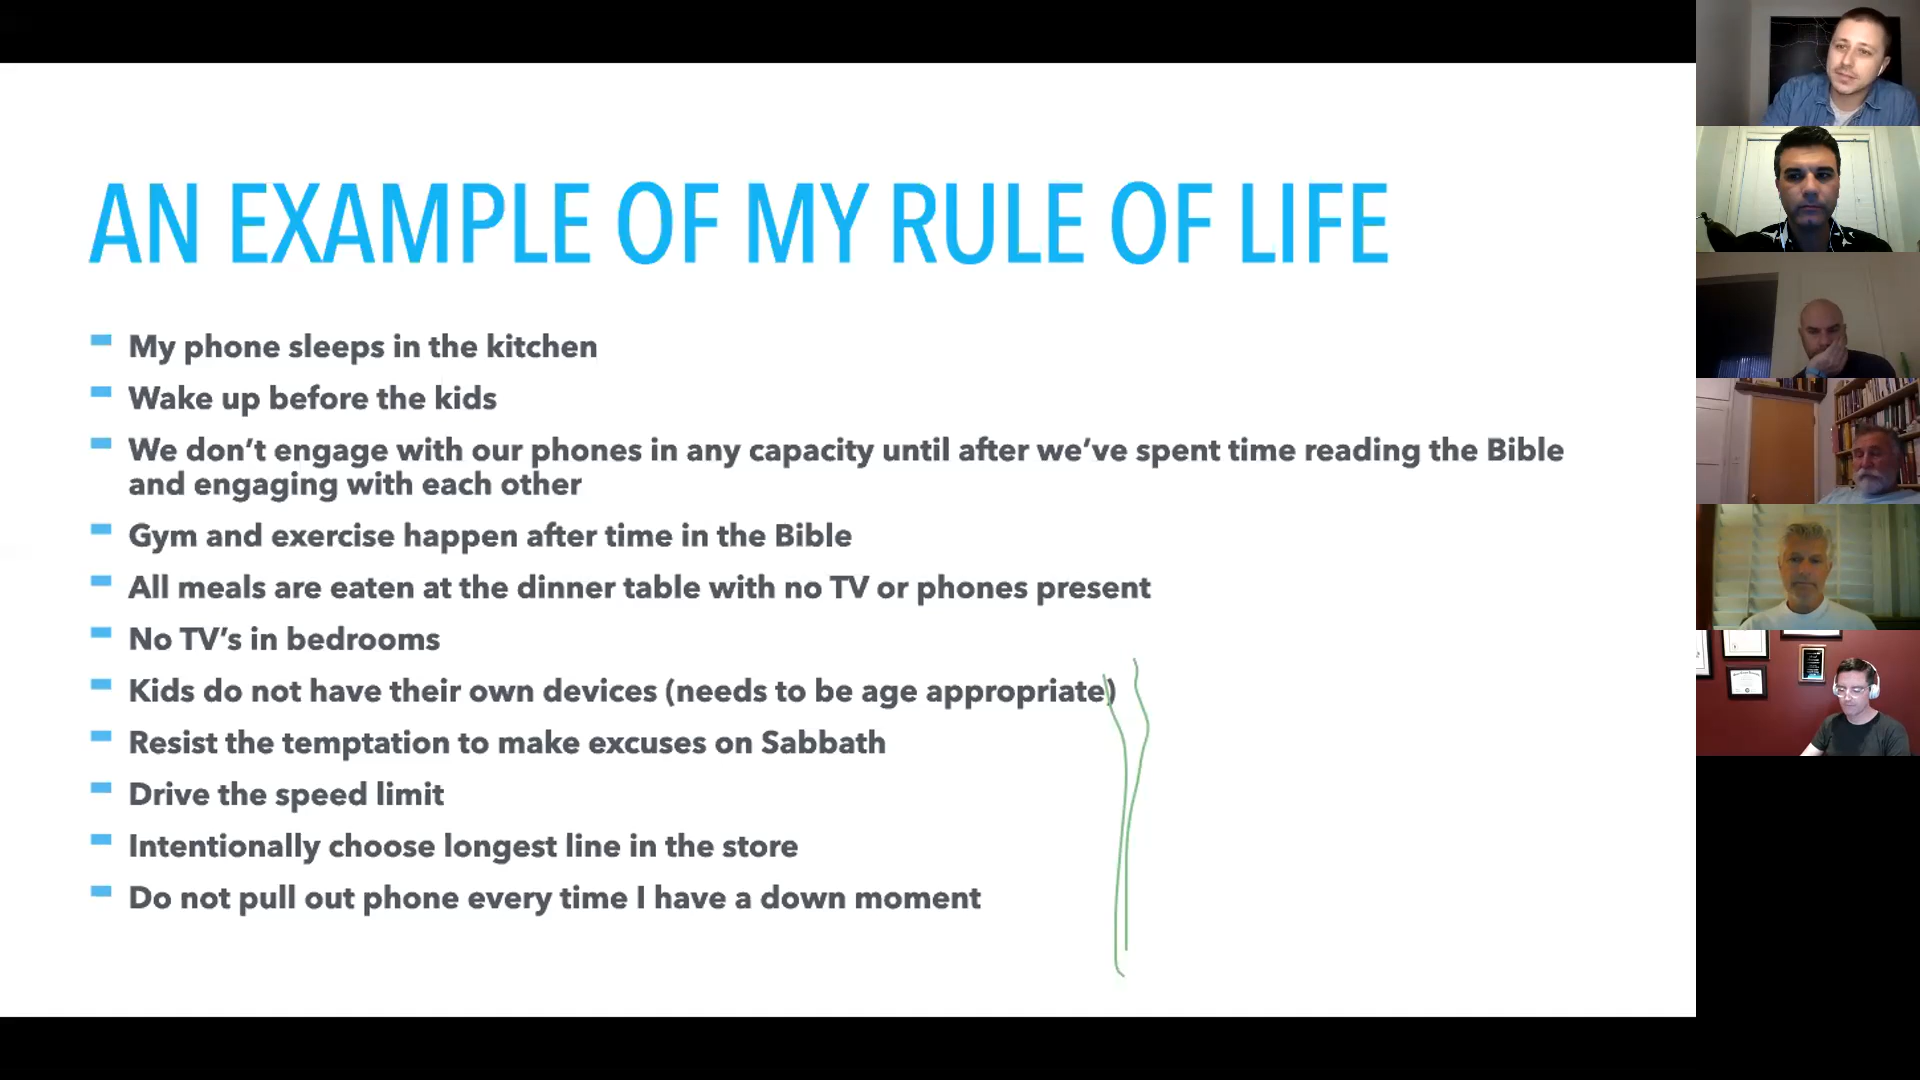 AN EXAMPLE OF MY RULE OF LIFE
My phone sleeps in the kitchen
Wake up before the kids
We don’t engage with our phones in any capacity until after we’ve spent time reading the Bible
and engaging with each other
Gym and exercise happen after time in the Bible
All meals are eaten at the dinner table with no TV or phones present
No TV’s in bedrooms
Kids do not have their own devices (needs to be age appropriate)
Resist the temptation to make excuses on Sabbath
Drive the speed limit
Intentionally choose longest line in the store
Do not pull out phone every time I have a down moment